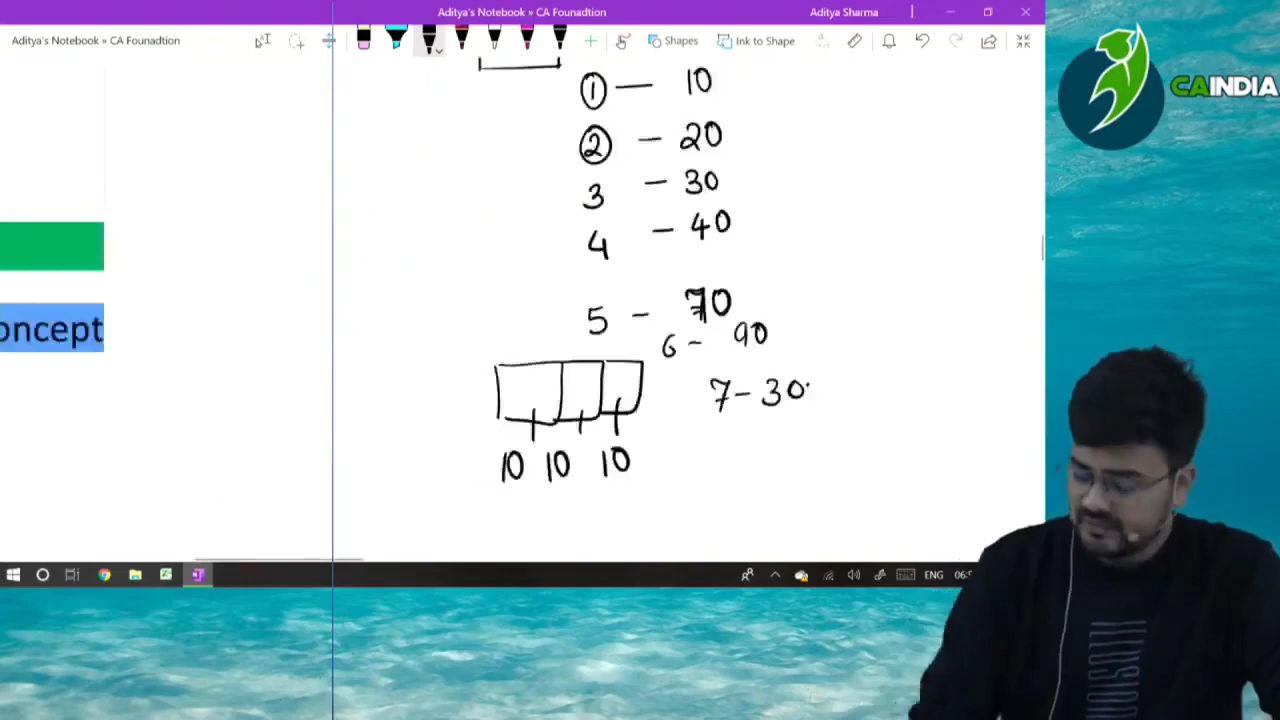 Aditya's Notebook » CA Founadtion
Aditya Sharma
Aditya's Notebook » CA Founadtion
Shapes
Ink to Shape
CAINDIA
1 — 10
2 - 20
3 - 30
4 - 40
oncept
5 - 70
6 - 90
7 - 30
10 10 10
ENG
06: